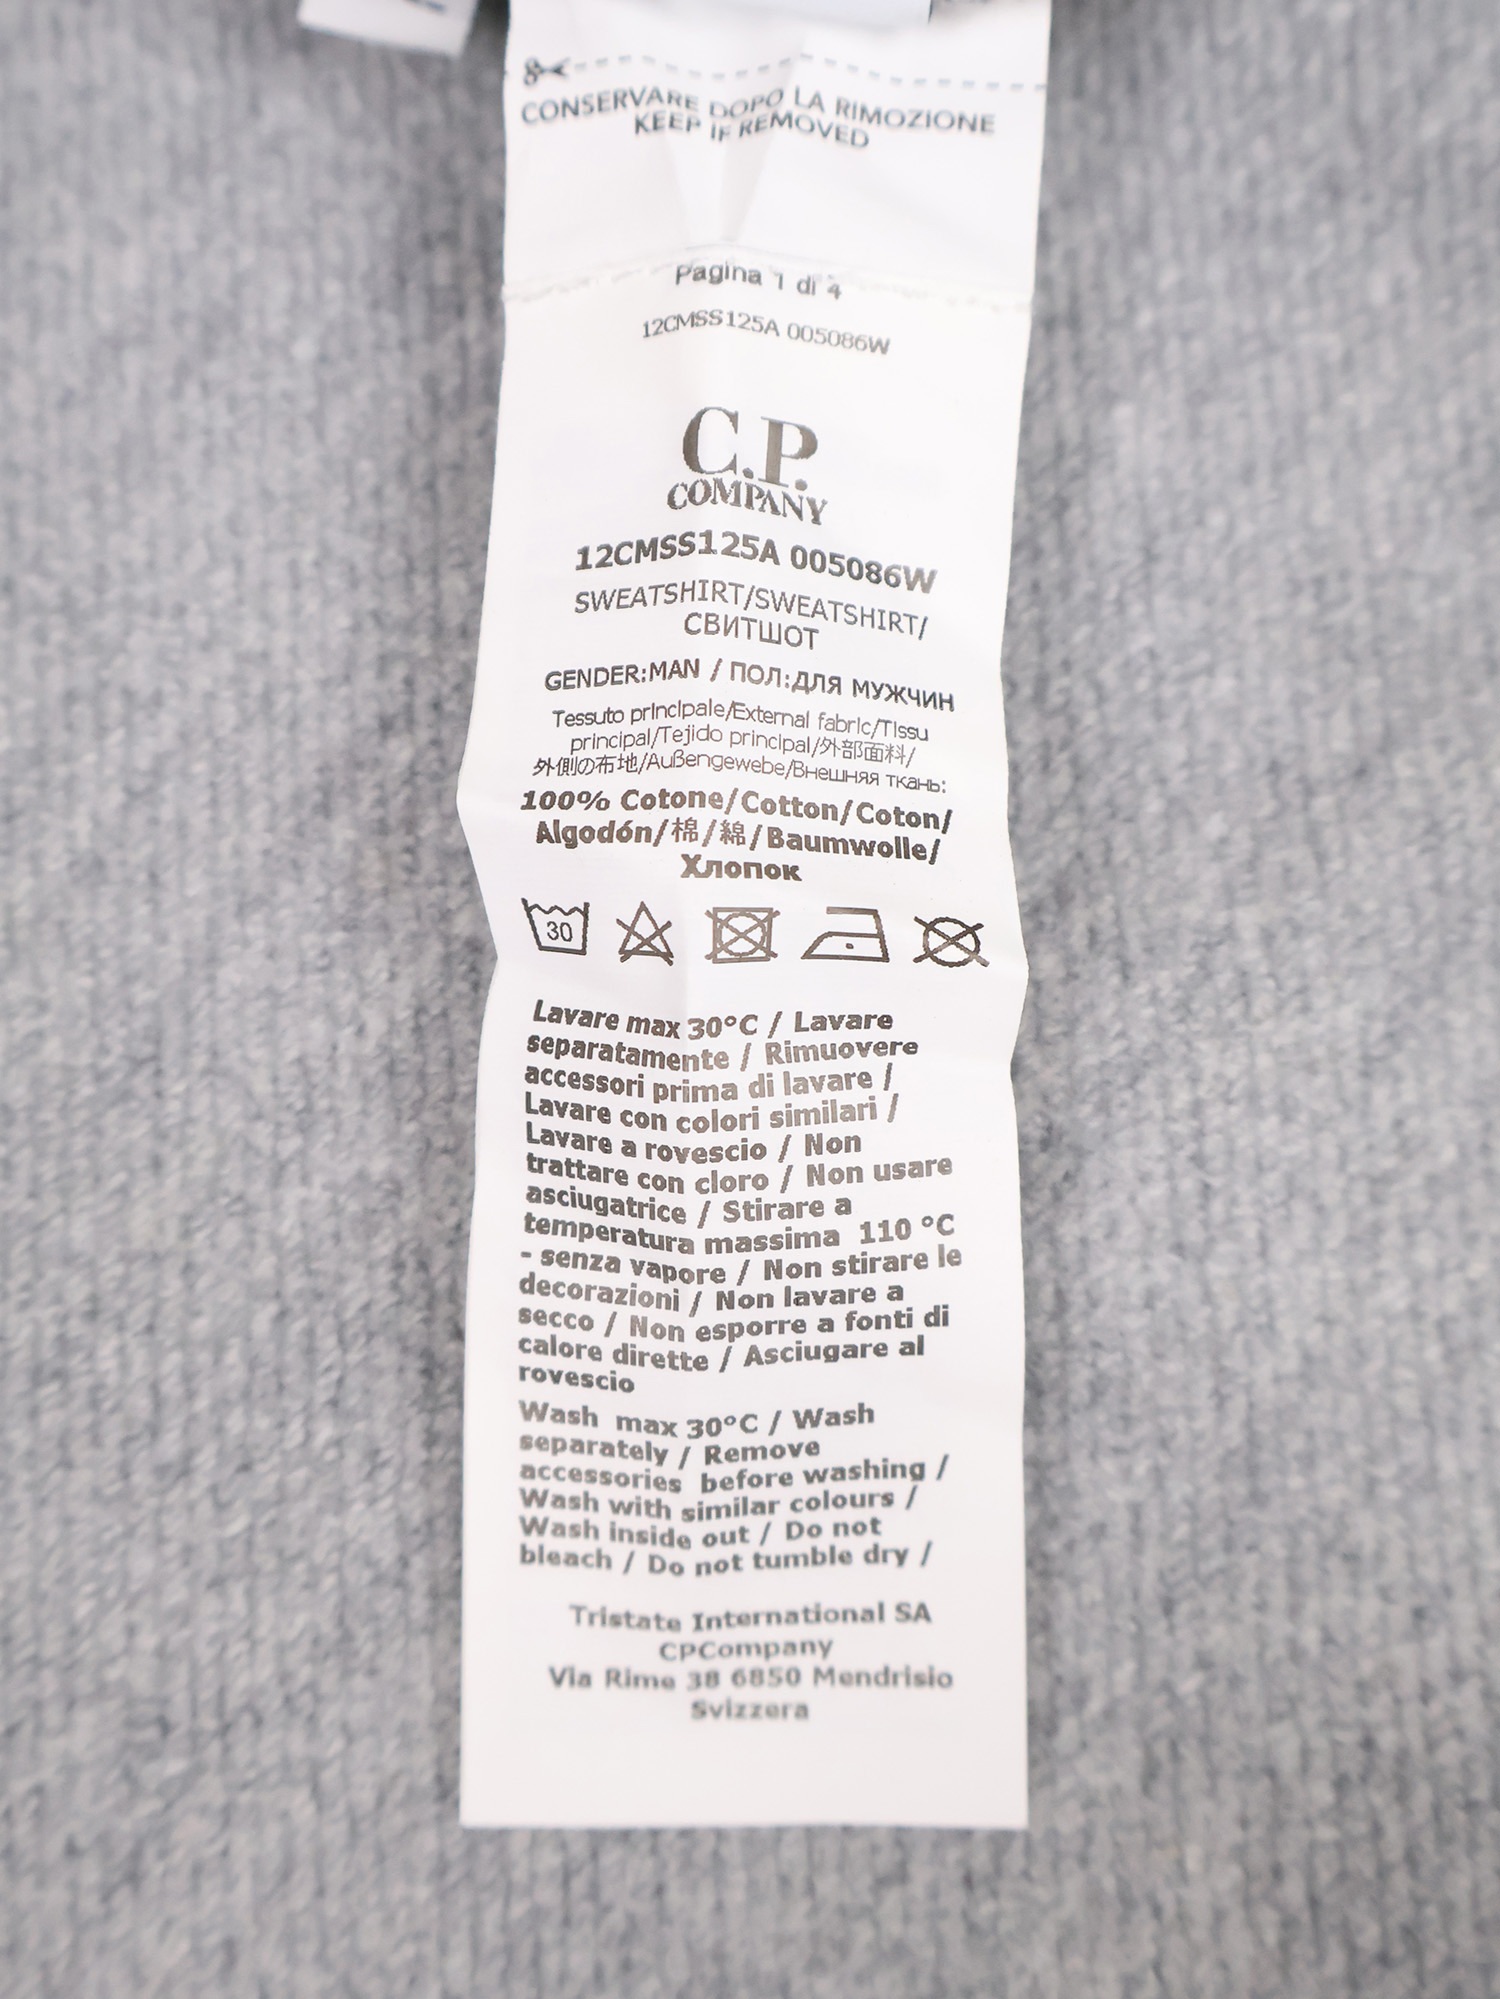 CONSERVARE DOPO LA RIMOZIONE
KEEP IF REMOVED
Pagina 1 di 4
12CMSS125A 005086W
C.P.
COMPANY
12CMSS125A 005086W
SWEATSHIRT/SWEATSHIRT/
СВИТШОТ
GENDER:MAN / ПОЛ:ДЛЯ МУЖЧИН
Tessuto principale/External fabric/Tissu
principal/Tejido principal/外部面料/
外側の布地/Außengewebe/Внешняя ткань:
100% Cotone/Cotton/Coton/
Algodón/棉/綿/Baumwolle/
Хлопок
30
Lavare max 30°C / Lavare
separatamente / Rimuovere
accessori prima di lavare /
Lavare con colori similari /
Lavare a rovescio / Non
trattare con cloro / Non usare
asciugatrice / Stirare a
temperatura massima 110 °C
- senza vapore / Non stirare le
decorazioni / Non lavare a
secco / Non esporre a fonti di
calore dirette / Asciugare al
rovescio
Wash max 30°C / Wash
separately / Remove
accessories before washing /
Wash with similar colours /
Wash inside out / Do not
bleach / Do not tumble dry /
Tristate International SA
CPCompany
Via Rime 38 6850 Mendrisio
Svizzera